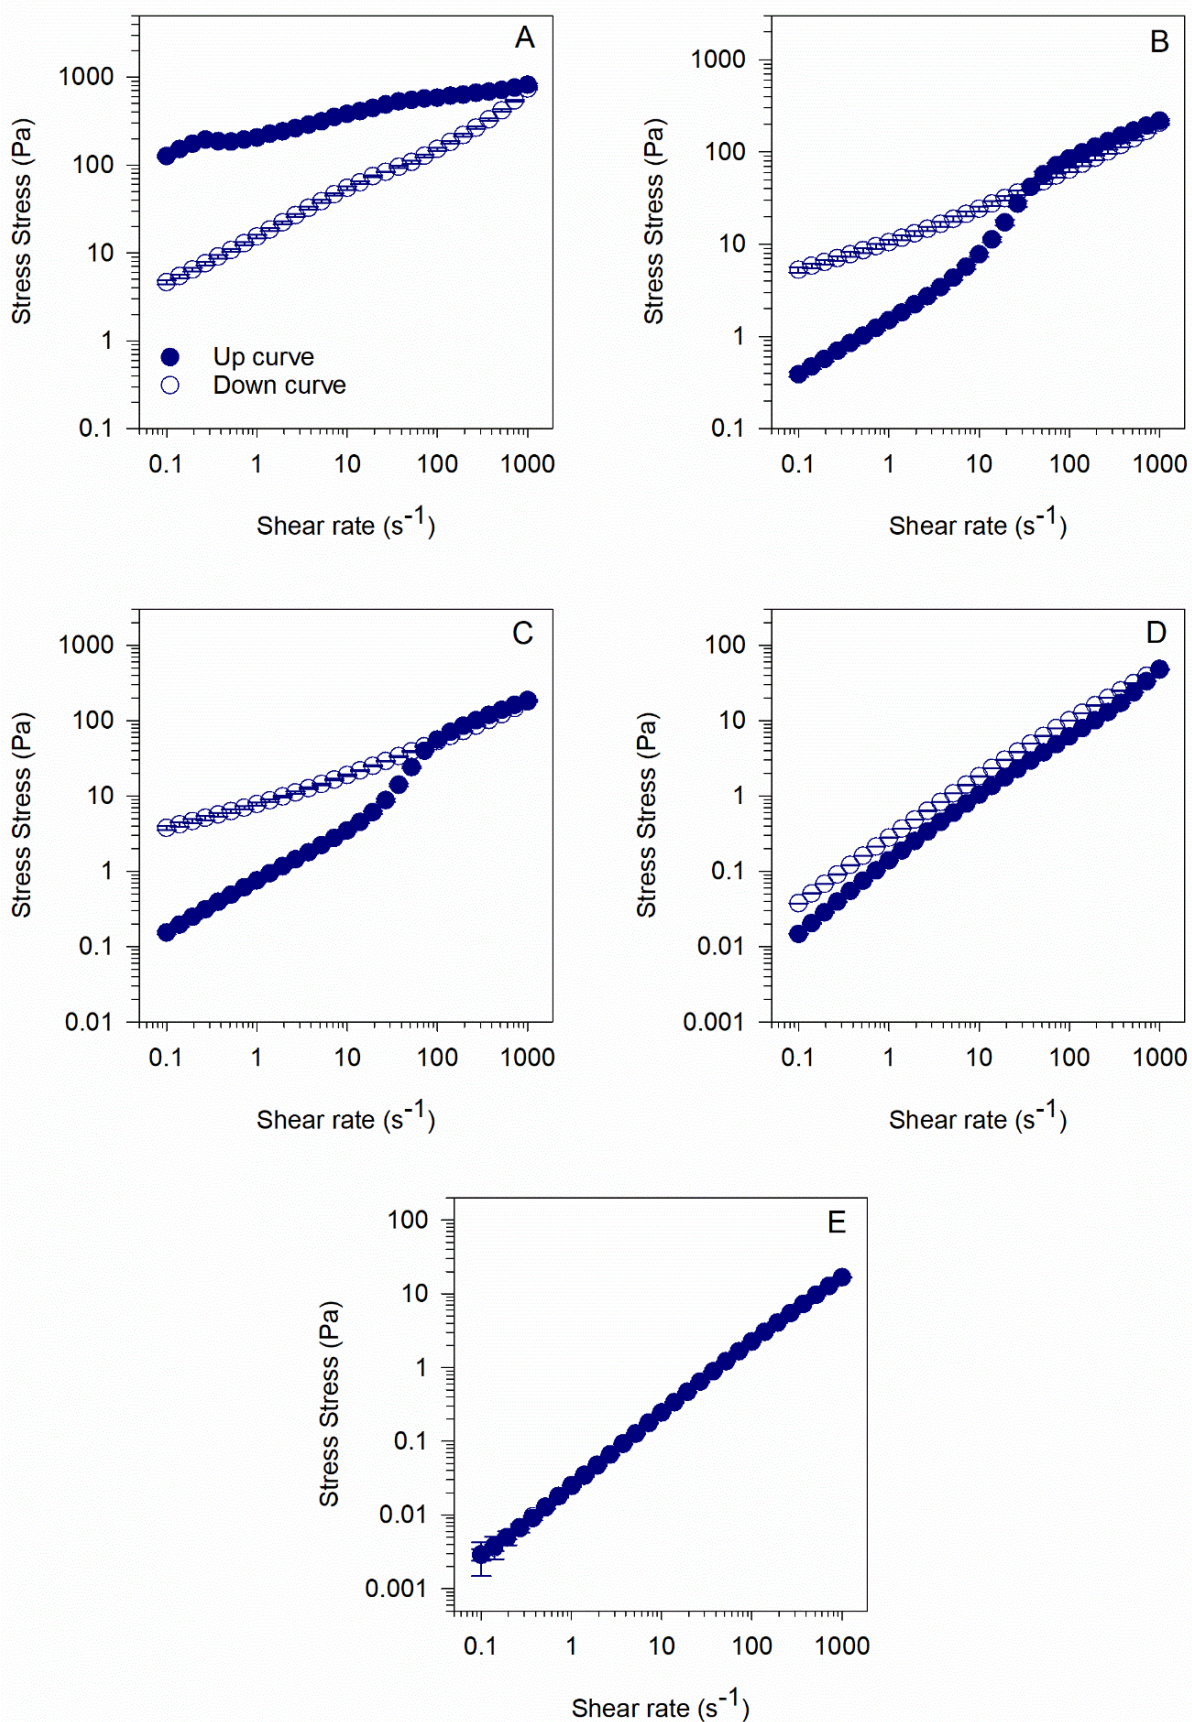 A
1000
100
10
1
0.1
Stress Stress (Pa)
Up curve
Down curve
0.1 1 10 100 1000
Shear rate (s-1)
B
1000
100
10
1
0.1
Stress Stress (Pa)
0.1 1 10 100 1000
Shear rate (s-1)
C
1000
100
10
1
0.1
0.01
Stress Stress (Pa)
0.1 1 10 100 1000
Shear rate (s-1)
D
100
10
1
0.1
0.01
0.001
Stress Stress (Pa)
0.1 1 10 100 1000
Shear rate (s-1)
E
100
10
1
0.1
0.01
0.001
Stress Stress (Pa)
0.1 1 10 100 1000
Shear rate (s-1)